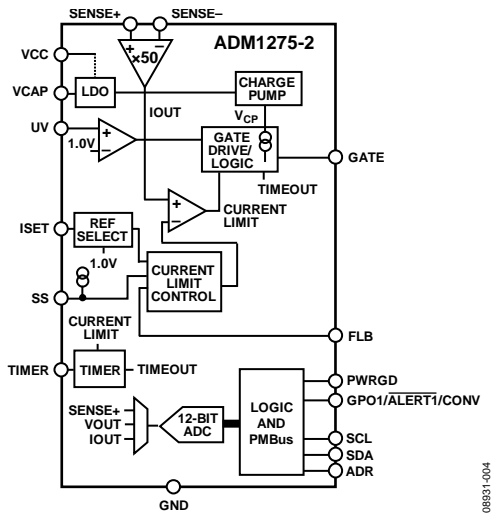 SENSE+ SENSE–
ADM1275-2
VCC
+ –
×50
VCAP
LDO
CHARGE
PUMP
IOUT
VCP
UV
+
1.0V
–
GATE
DRIVE/
LOGIC
GATE
TIMEOUT
+
–
CURRENT
LIMIT
ISET
REF
SELECT
1.0V
CURRENT
LIMIT
CONTROL
SS
CURRENT
LIMIT
FLB
TIMER
TIMER
TIMEOUT
PWRGD
GPO1/ALERT1/CONV
SENSE+
VOUT
IOUT
12-BIT
ADC
LOGIC
AND
PMBus
SCL
SDA
ADR
GND
08931-004